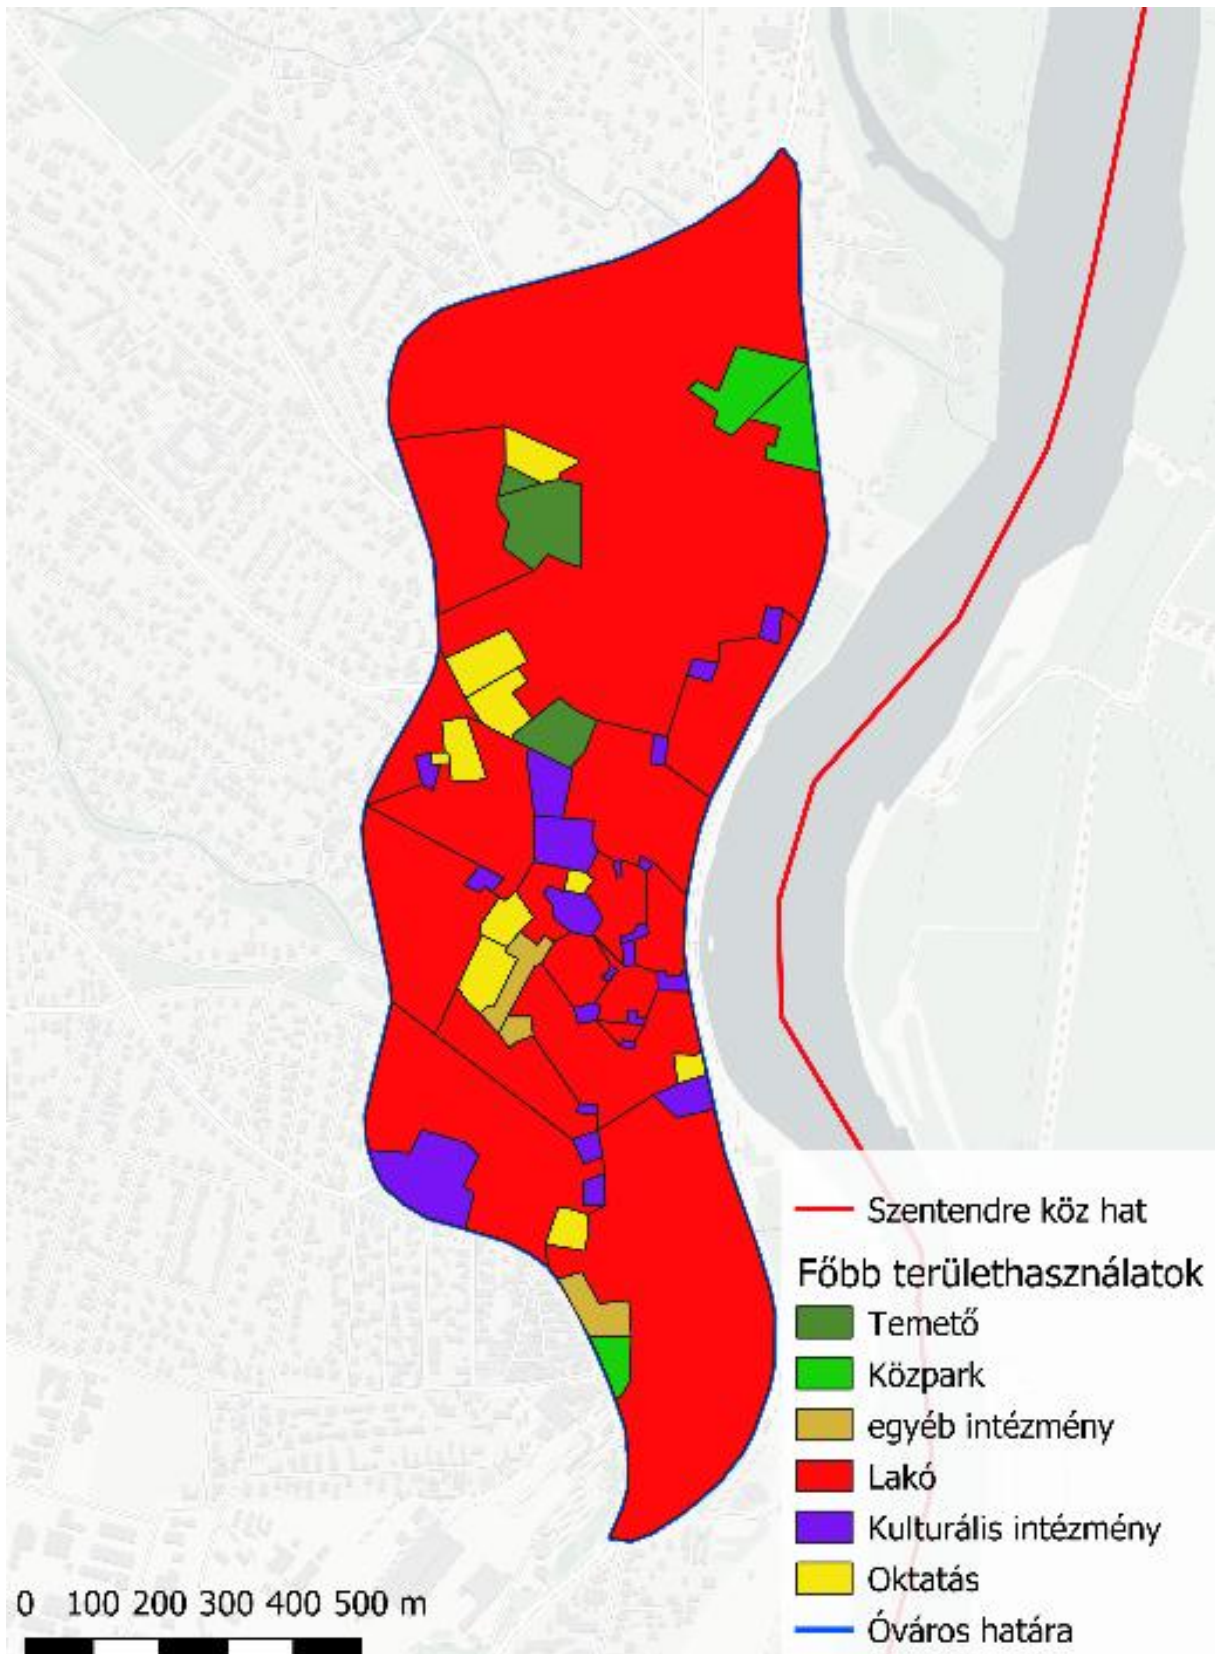 Szentendre köz hat
Főbb területhasználatok
Temető
Közpark
egyéb intézmény
Lakó
Kulturális intézmény
Oktatás
Óváros határa
0 100 200 300 400 500 m